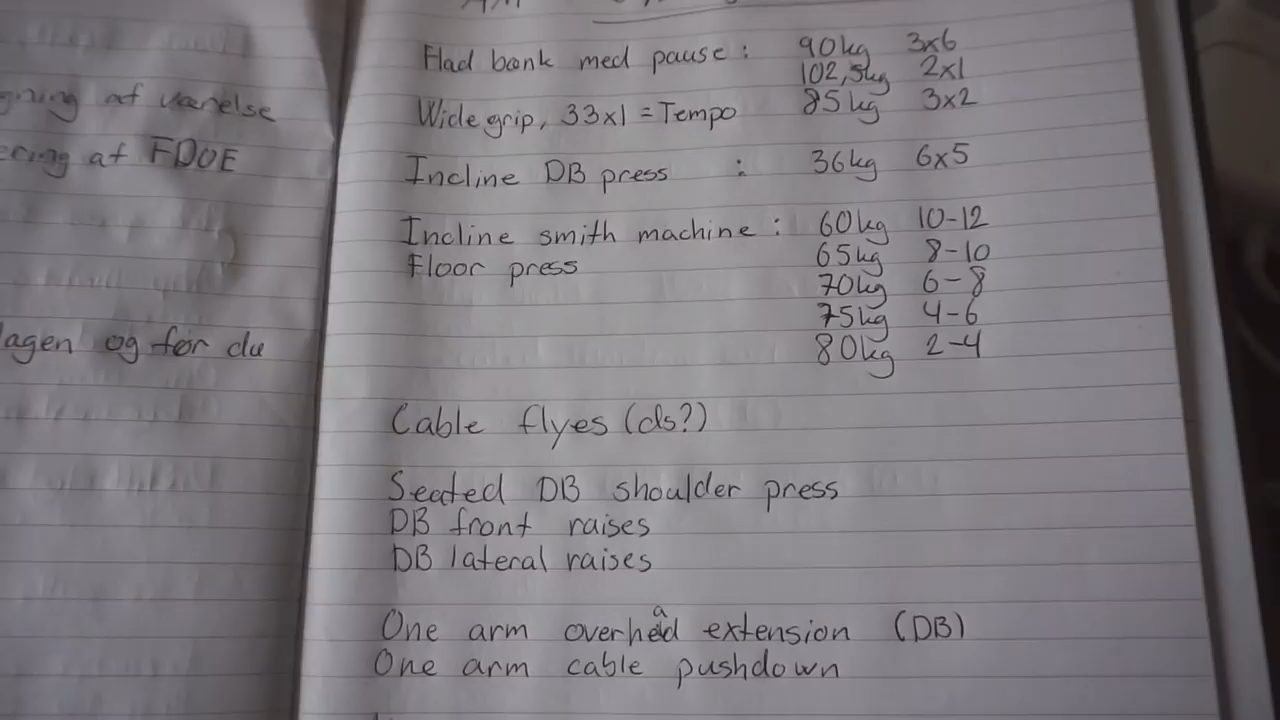 af værelse
af FDOE
og før du
Flad bank med pause : 90kg 3x6
102,5kg 2x1
Wide grip, 33x1 = Tempo 85kg 3x2
Incline DB press : 36kg 6x5
Incline smith machine : 60kg 10-12
65kg 8-10
Floor press
70kg 6-8
75kg 4-6
80kg 2-4
Cable flyes (ds?)
Seated DB shoulder press
DB front raises
DB lateral raises
One arm overhead extension (DB)
One arm cable pushdown